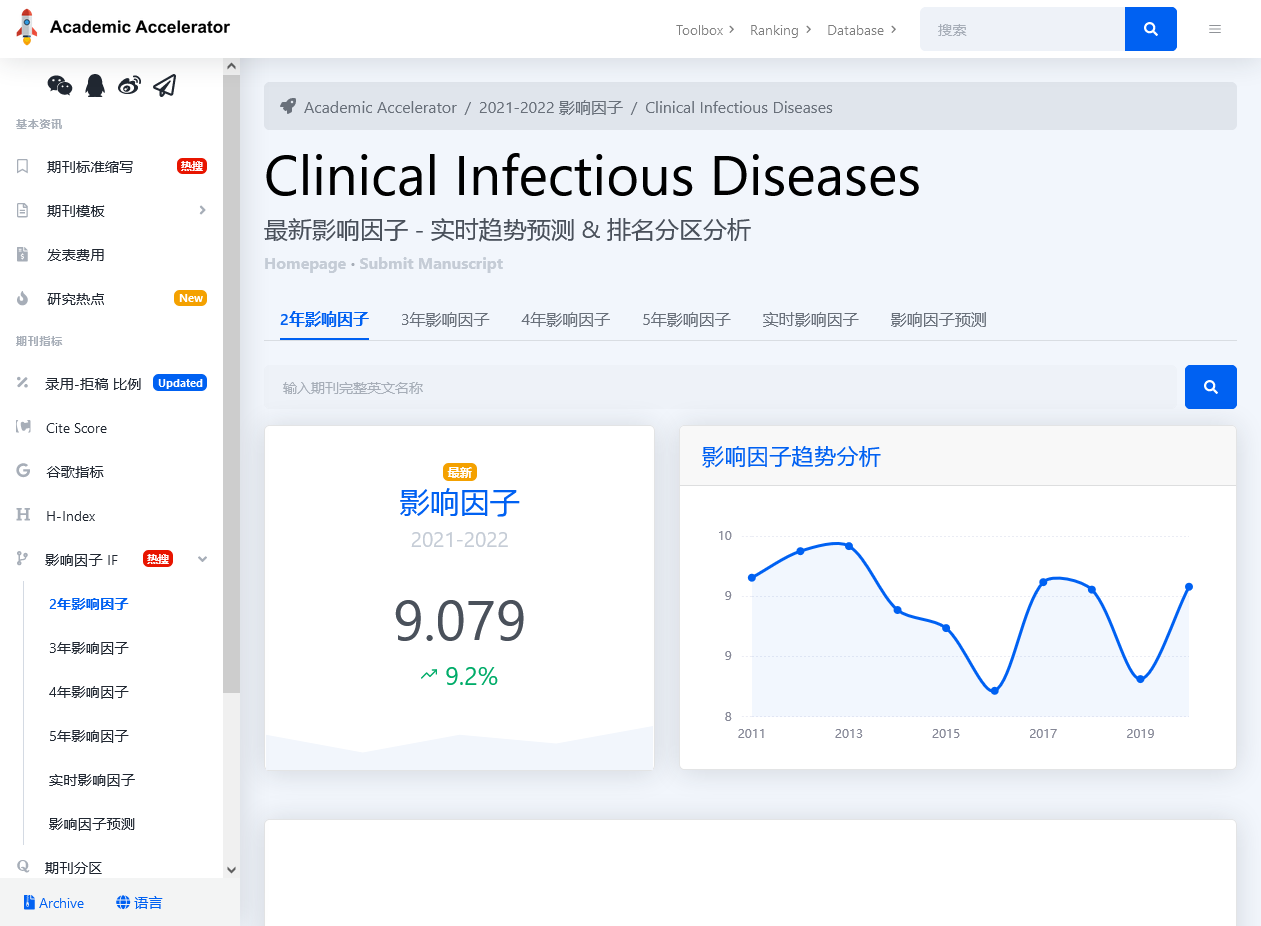 Academic Accelerator
Toolbox
Ranking
Database
搜索
基本资讯
期刊标准缩写 热搜
期刊模板
发表费用
研究热点 New
期刊指标
录用-拒稿 比例 Updated
Cite Score
谷歌指标
H-Index
影响因子 IF 热搜
2年影响因子
3年影响因子
4年影响因子
5年影响因子
实时影响因子
影响因子预测
期刊分区
Archive 语言
Academic Accelerator / 2021-2022 影响因子 / Clinical Infectious Diseases
Clinical Infectious Diseases
最新影响因子 - 实时趋势预测 & 排名分区分析
Homepage • Submit Manuscript
2年影响因子 3年影响因子 4年影响因子 5年影响因子 实时影响因子 影响因子预测
输入期刊完整英文名称
最新
影响因子
2021-2022
9.079
9.2%
影响因子趋势分析
10
9
9
8
2011 2013 2015 2017 2019